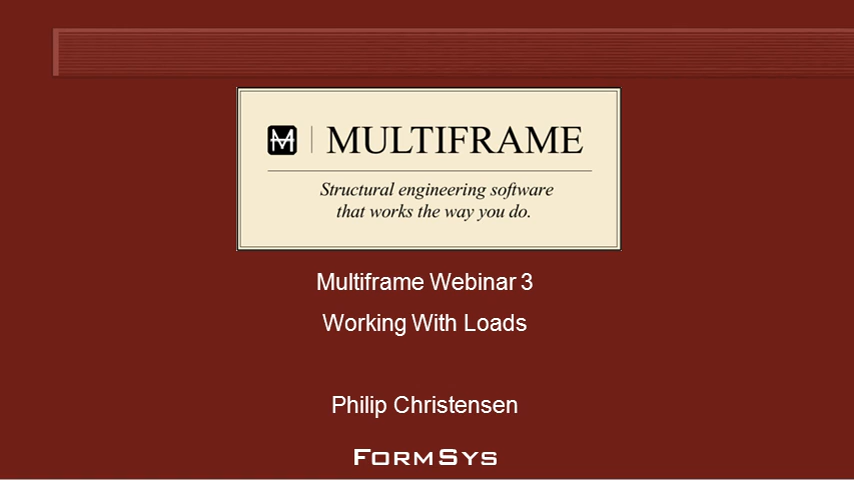 M | MULTIFRAME
Structural engineering software
that works the way you do.
Multiframe Webinar 3
Working With Loads
Philip Christensen
FORMSYS